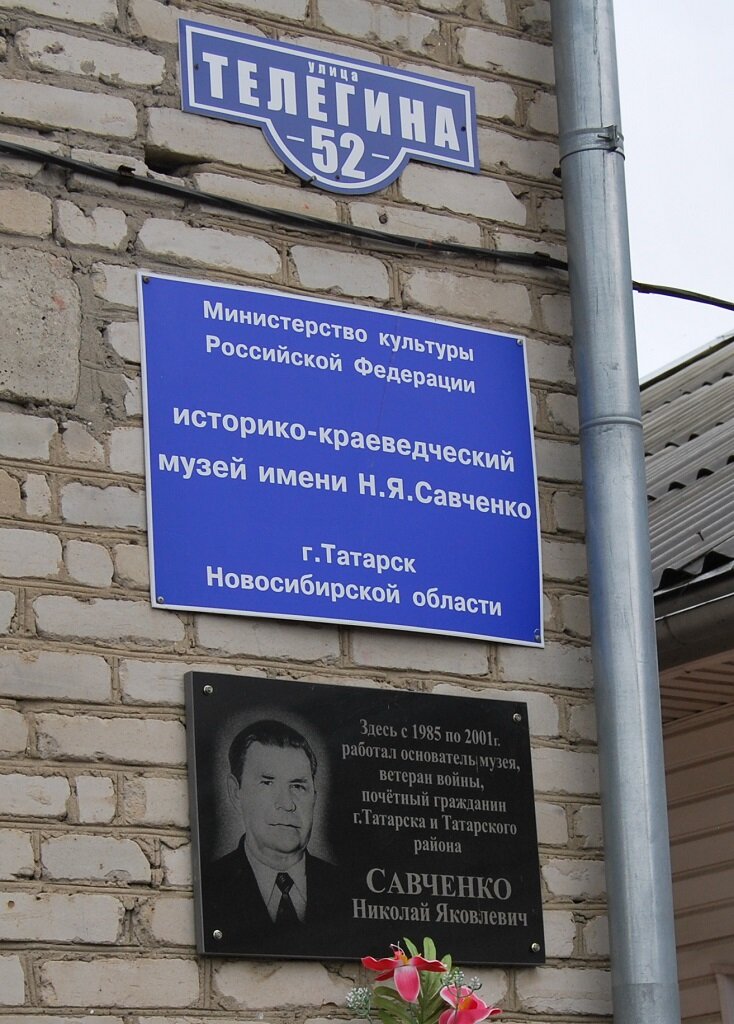 улица
ТЕЛЕГИНА
52
Министерство культуры
Российской Федерации
историко-краеведческий
музей имени Н.Я.Савченко
г.Татарск
Новосибирской области
Здесь с 1985 по 2001г.
работал основатель музея,
ветеран войны,
почётный гражданин
г.Татарска и Татарского
района
САВЧЕНКО
Николай Яковлевич